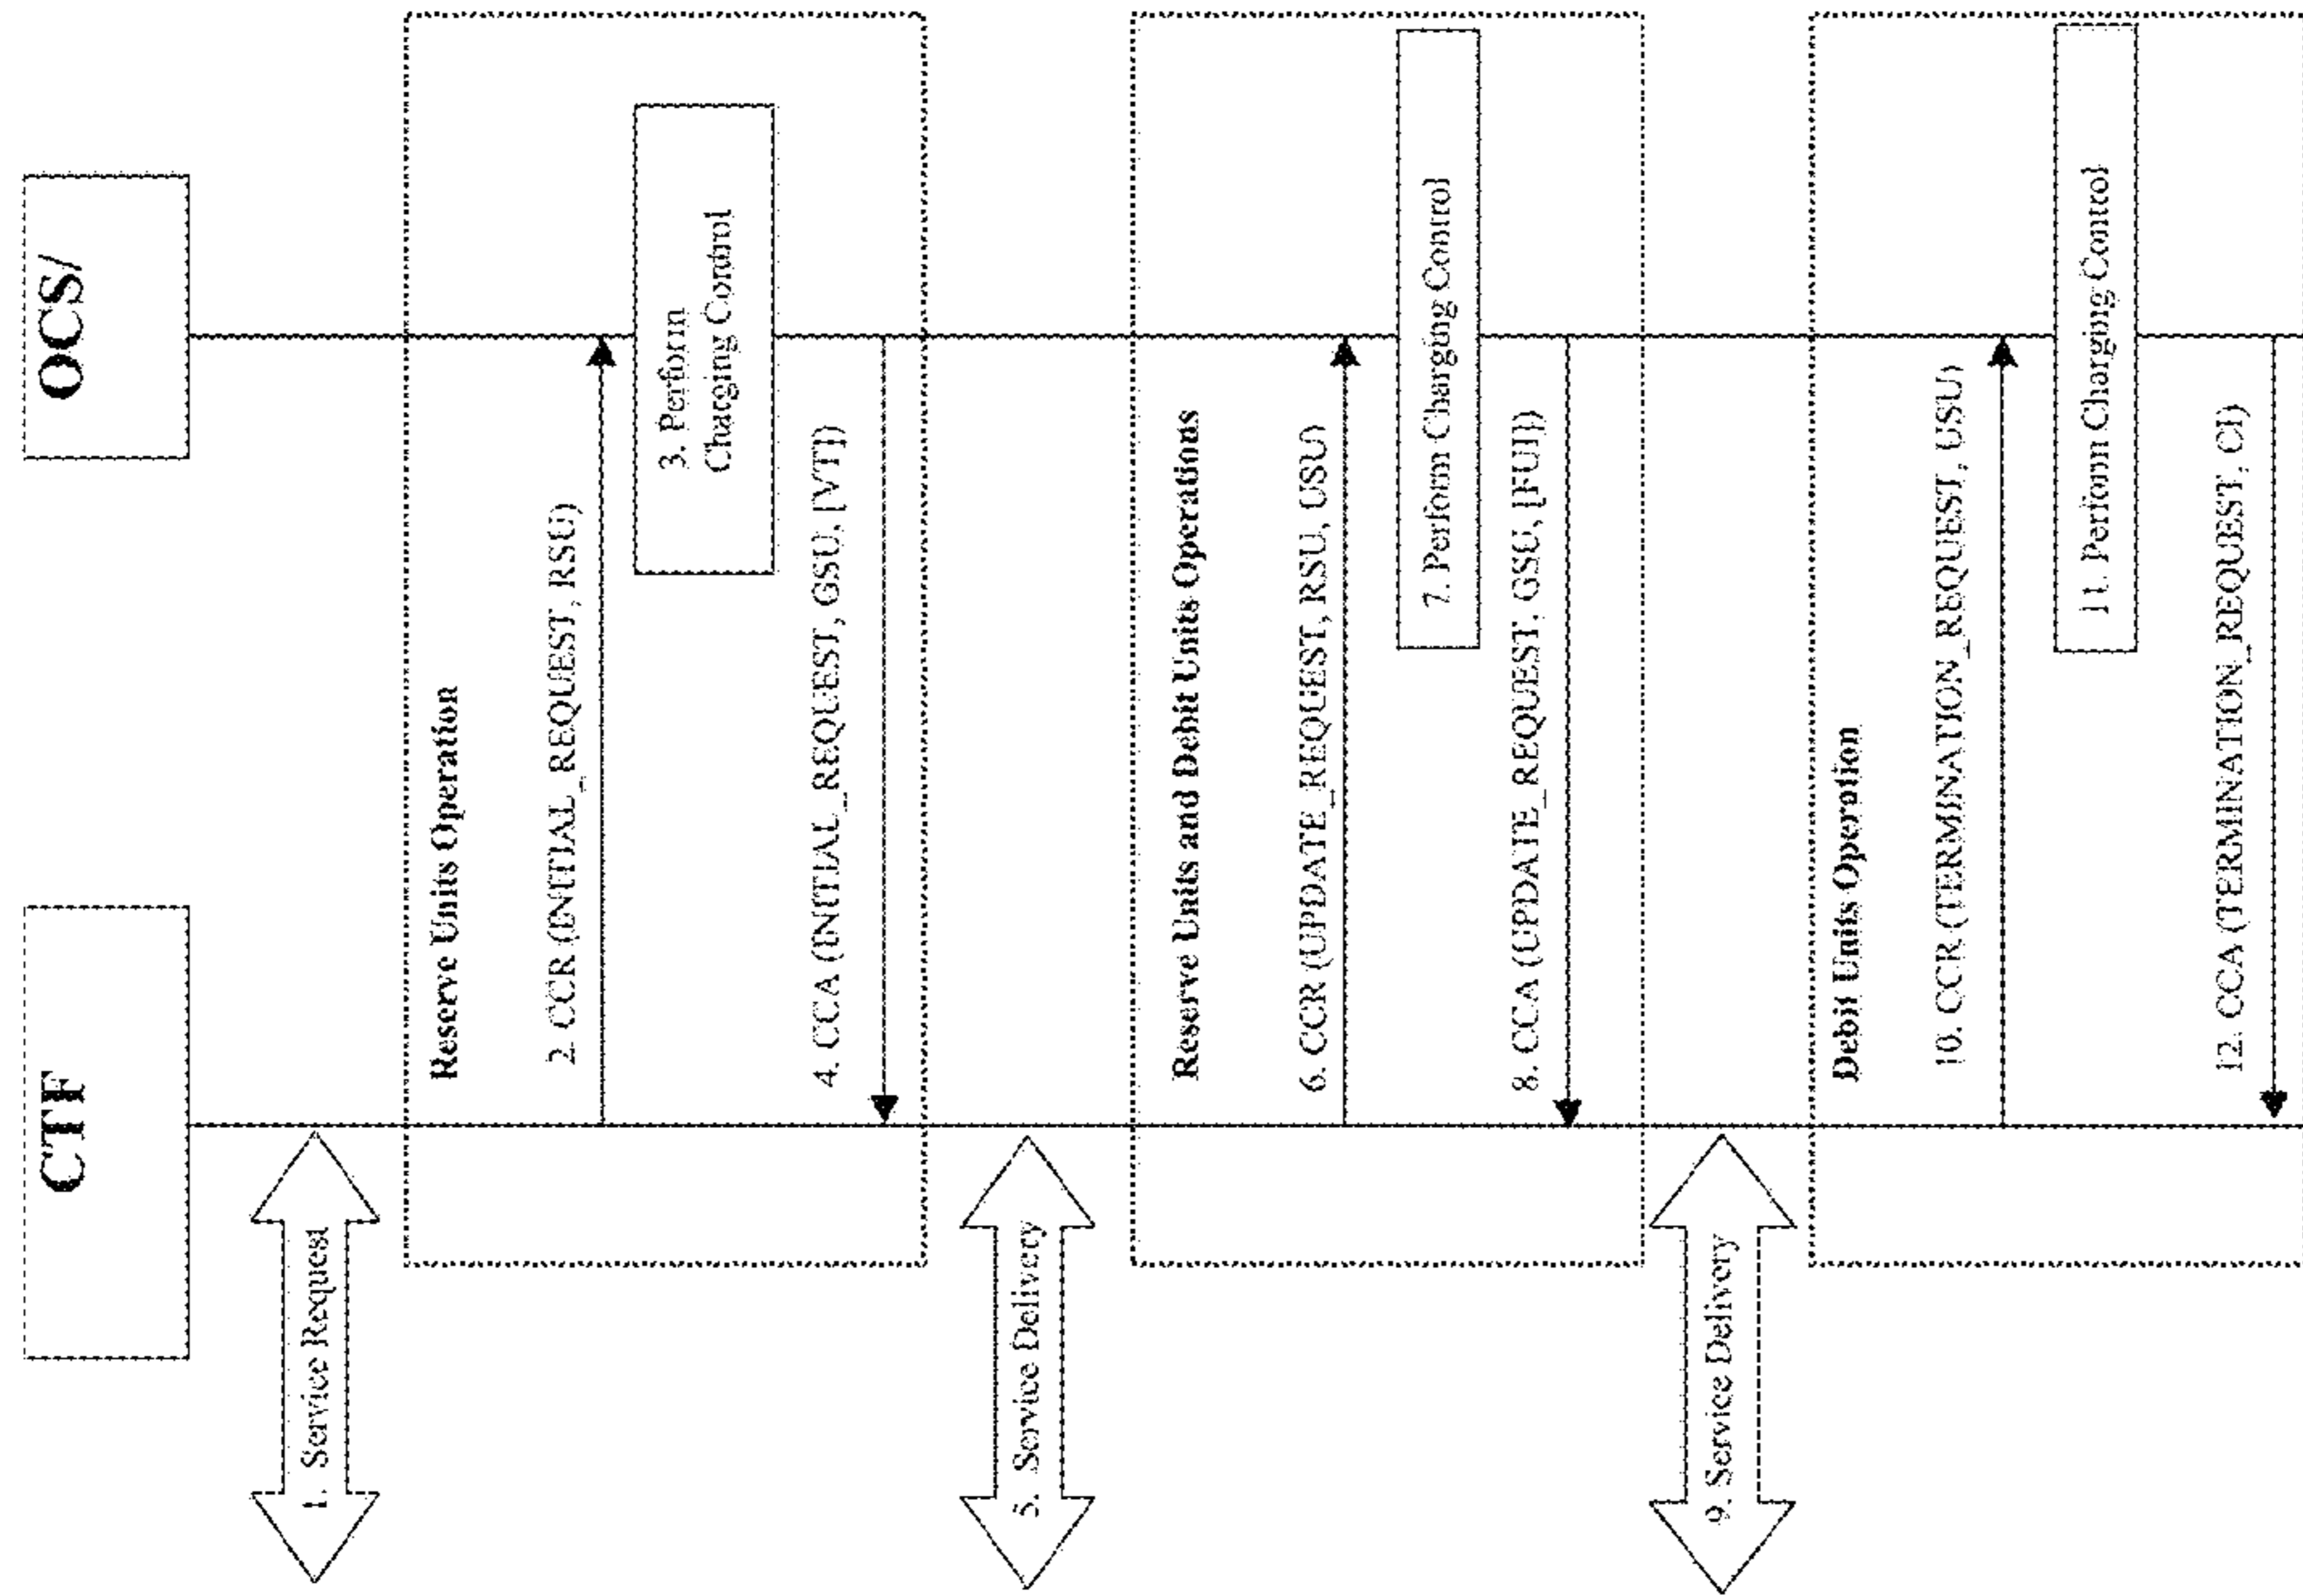 CTF
OCS/
1. Service Request
Reserve Units Operation
2. CCR (INITIAL_REQUEST, RSU)
3. Perform
Charging Control
4. CCA (INITIAL_REQUEST, GSU, [VT])
5. Service Delivery
Reserve Units and Debit Units Operations
6. CCR (UPDATE_REQUEST, RSU, USU)
7. Perform Charging Control
8. CCA (UPDATE_REQUEST, GSU, [FUI])
9. Service Delivery
Debit Units Operation
10. CCR (TERMINATION_REQUEST, USU)
11. Perform Charging Control
12. CCA (TERMINATION_REQUEST, CI)